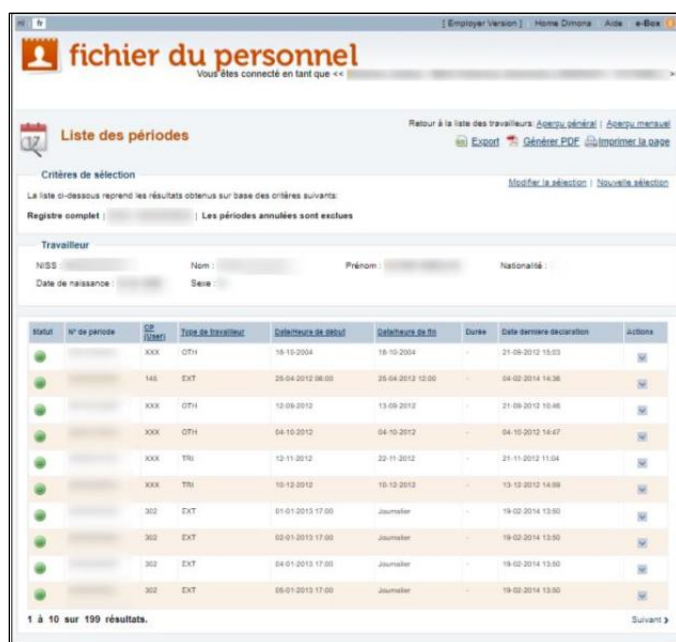 nl fr [ Employer Version ] Home Dimona Aide e-Box
fichier du personnel
Vous êtes connecté en tant que <<
17 Liste des périodes
Retour à la liste des travailleurs: Aperçu général | Aperçu mensuel
Export Générer PDF Imprimer la page
Critères de sélection
Modifier la sélection | Nouvelle sélection
La liste ci-dessous reprend les résultats obtenus sur base des critères suivants:
Registre complet | | Les périodes annulées sont exclues
Travailleur
NISS : Nom : Prénom : Nationalité :
Date de naissance : Sexe :
Statut N° de période CP (User) Type de travailleur Date/heure de début Date/heure de fin Durée Date dernière déclaration Actions
XXX OTH 18-10-2004 18-10-2004 - 21-09-2012 15:03
145 EXT 25-04-2012 08:00 25-04-2012 12:00 - 04-02-2014 14:36
XXX OTH 12-09-2012 13-09-2012 - 21-09-2012 10:46
XXX OTH 04-10-2012 04-10-2012 - 04-10-2012 14:47
XXX TRI 12-11-2012 22-11-2012 - 21-11-2012 11:04
XXX TRI 10-12-2012 10-12-2012 - 13-12-2012
302 EXT 01-01-2013 17:00 Journalier - 19-02-2014 13:50
302 EXT 02-01-2013 17:00 Journalier - 19-02-2014 13:50
302 EXT 04-01-2013 17:00 Journalier - 19-02-2014 13:50
302 EXT 05-01-2013 17:00 Journalier - 19-02-2014 13:50
1 à 10 sur 199 résultats. Suivant